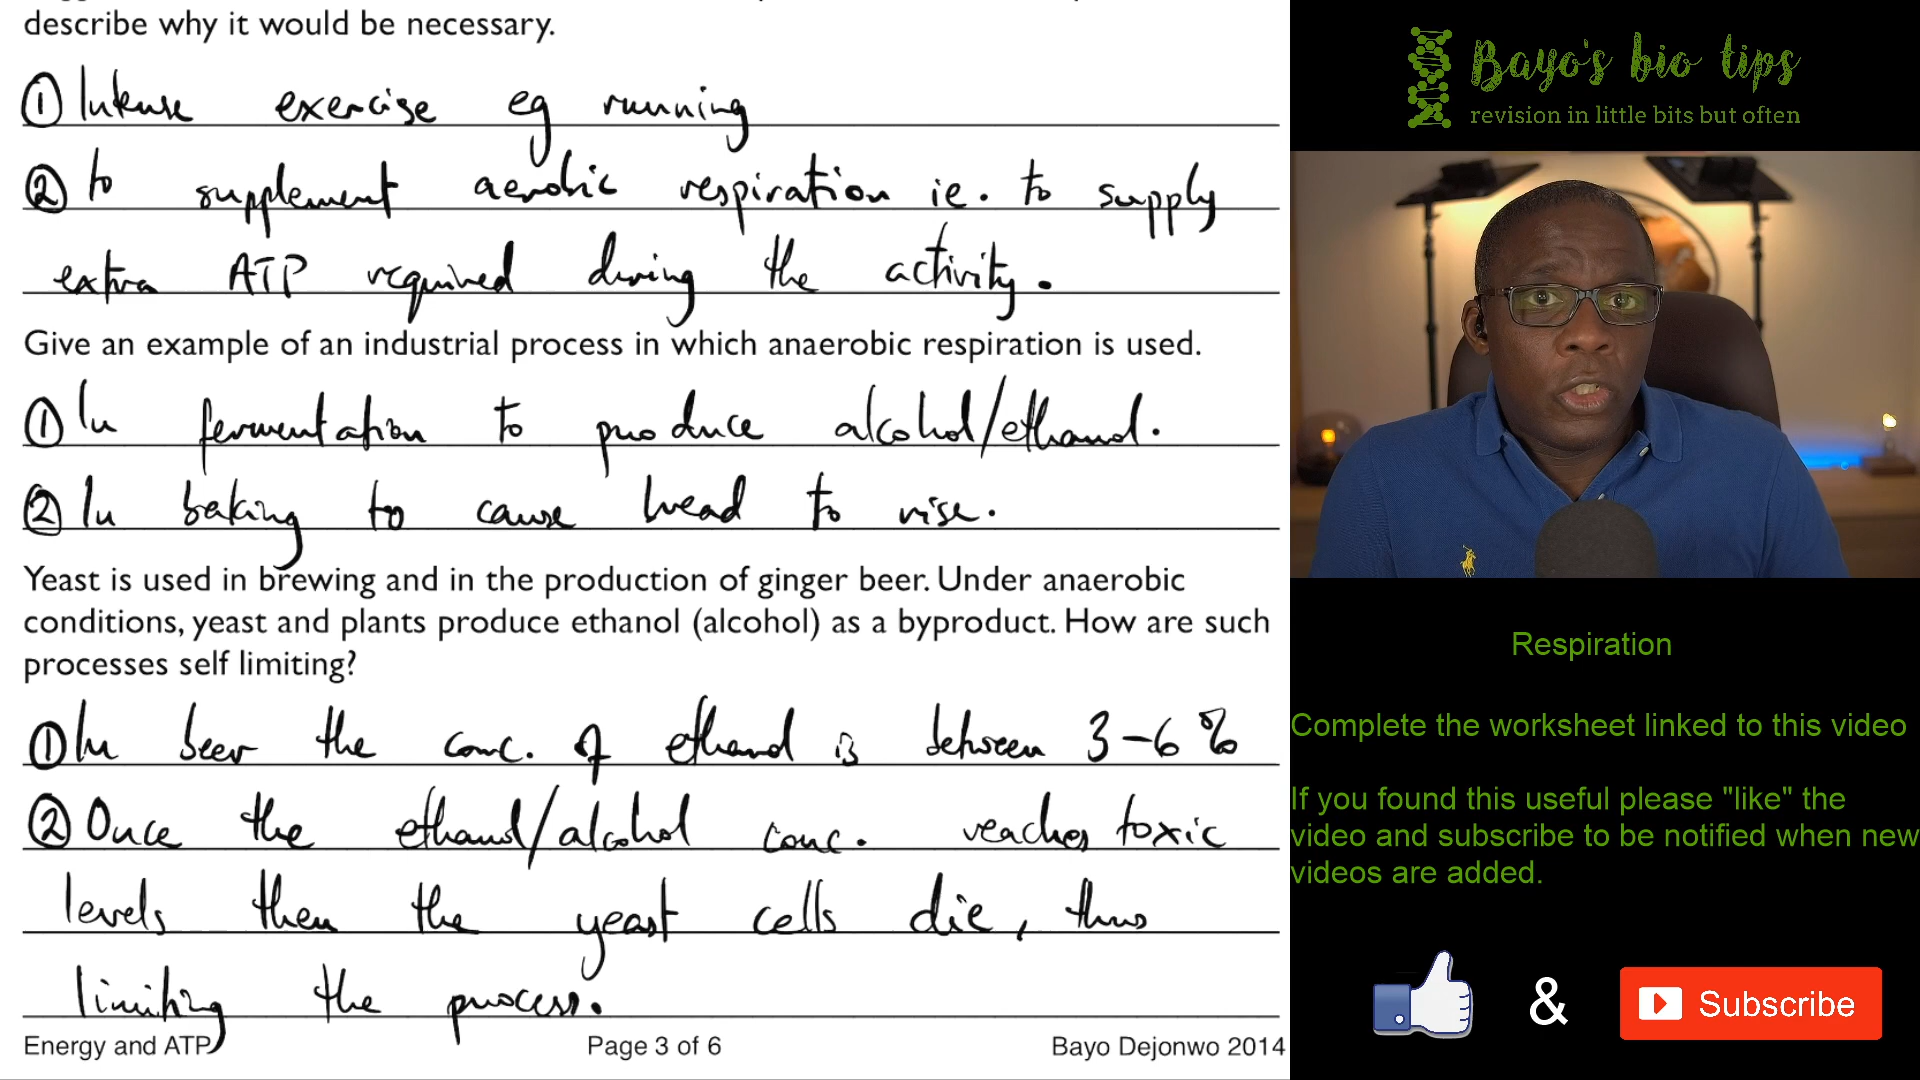 describe why it would be necessary.
① Intense exercise eg running
② to supplement aerobic respiration ie. to supply
extra ATP required during the activity.
Give an example of an industrial process in which anaerobic respiration is used.
① In fermentation to produce alcohol/ethanol.
② In baking to cause bread to rise.
Yeast is used in brewing and in the production of ginger beer. Under anaerobic
conditions, yeast and plants produce ethanol (alcohol) as a byproduct. How are such
processes self limiting?
① In beer the conc. of ethanol is between 3-6%
② Once the ethanol/alcohol conc. reaches toxic
levels then the yeast cells die, thus
limiting the process.
Energy and ATP
Page 3 of 6
Bayo Dejonwo 2014
Bayo's bio tips
revision in little bits but often
Respiration
Complete the worksheet linked to this video
If you found this useful please "like" the
video and subscribe to be notified when new
videos are added.
& Subscribe